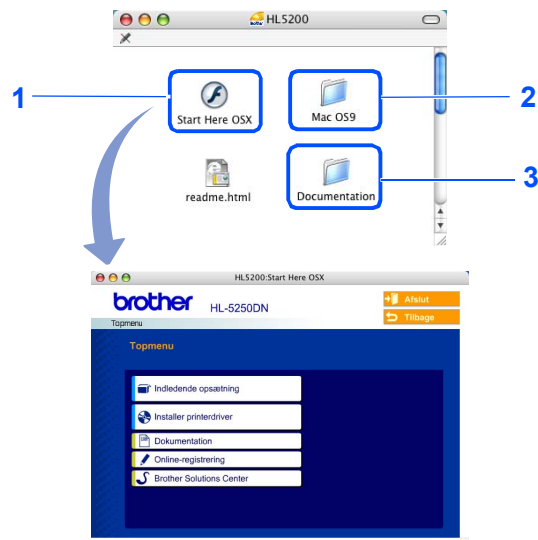 HL5200
1
Start Here OSX
Mac OS9
2
readme.html
Documentation
3
HL5200:Start Here OSX
brother HL-5250DN
Afslut
Tilbage
Topmenu
Topmenu
Indledende opsætning
Installer printerdriver
Dokumentation
Online-registrering
Brother Solutions Center